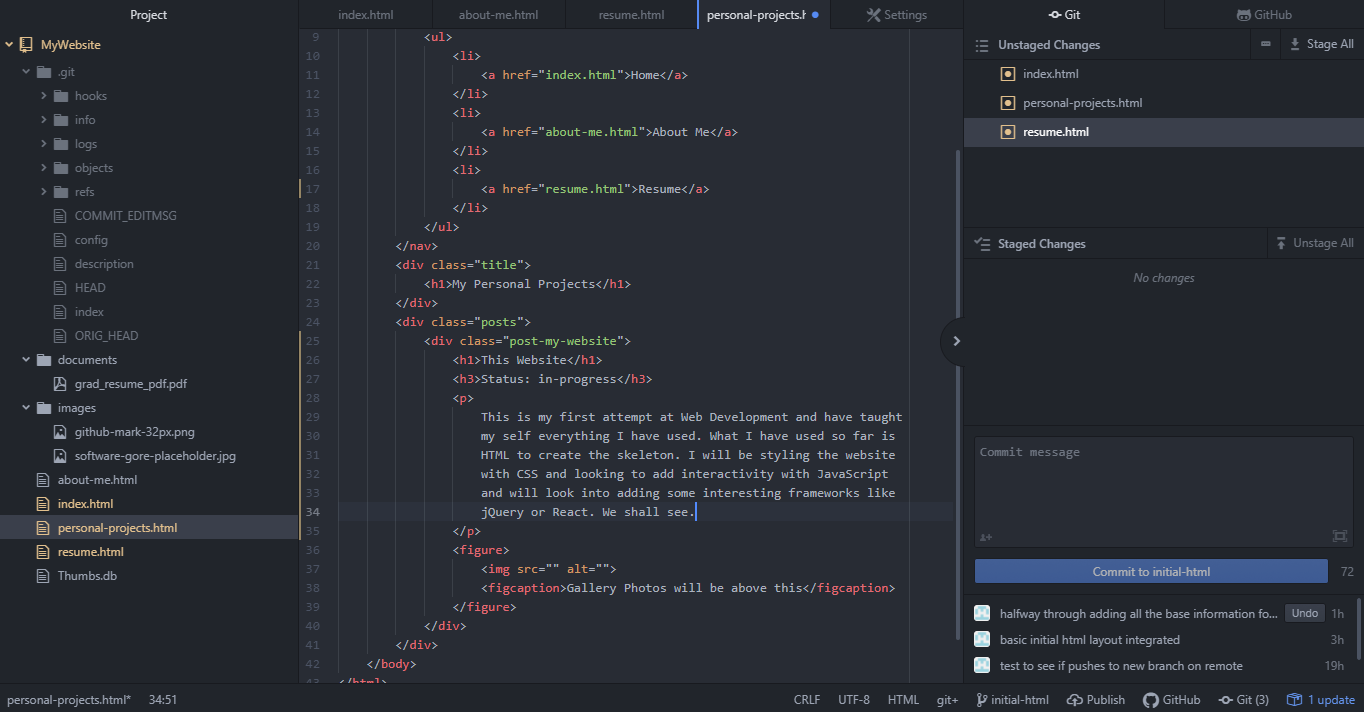 Project
MyWebsite
.git
hooks
info
logs
objects
refs
COMMIT_EDITMSG
config
description
HEAD
index
ORIG_HEAD
documents
grad_resume_pdf.pdf
images
github-mark-32px.png
software-gore-placeholder.jpg
about-me.html
index.html
personal-projects.html
resume.html
Thumbs.db
index.html about-me.html resume.html personal-projects.h Settings
9 <ul>
10 <li>
11 <a href="index.html">Home</a>
12 </li>
13 <li>
14 <a href="about-me.html">About Me</a>
15 </li>
16 <li>
17 <a href="resume.html">Resume</a>
18 </li>
19 </ul>
20 </nav>
21 <div class="title">
22 <h1>My Personal Projects</h1>
23 </div>
24 <div class="posts">
25 <div class="post-my-website">
26 <h1>This Website</h1>
27 <h3>Status: in-progress</h3>
28 <p>
29 This is my first attempt at Web Development and have taught
30 my self everything I have used. What I have used so far is
31 HTML to create the skeleton. I will be styling the website
32 with CSS and looking to add interactivity with JavaScript
33 and will look into adding some interesting frameworks like
34 jQuery or React. We shall see.
35 </p>
36 <figure>
37 <img src="" alt="">
38 <figcaption>Gallery Photos will be above this</figcaption>
39 </figure>
40 </div>
41 </div>
42 </body>
43 </html>
Git GitHub
Unstaged Changes Stage All
index.html
personal-projects.html
resume.html
Staged Changes Unstage All
No changes
Commit message
Commit to initial-html 72
halfway through adding all the base information fo... Undo 1h
basic initial html layout integrated 3h
test to see if pushes to new branch on remote 19h
personal-projects.html* 34:51 CRLF UTF-8 HTML git+ initial-html Publish GitHub Git (3) 1 update